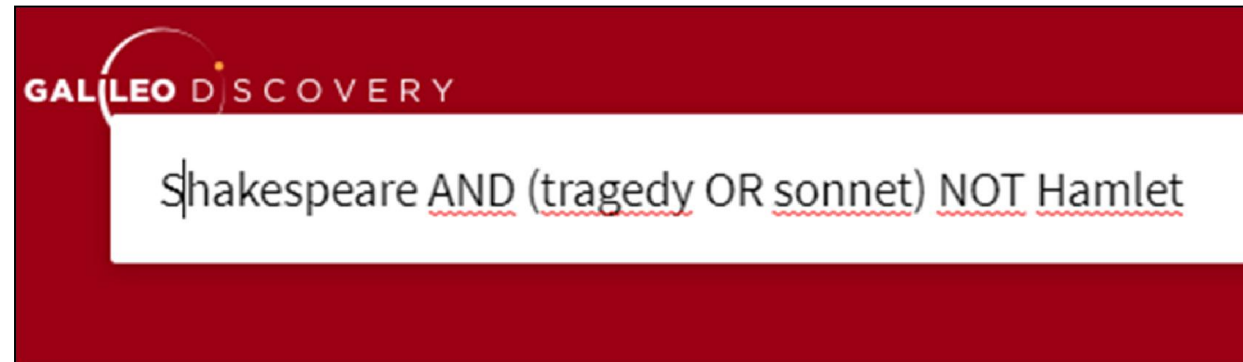 GALILEO DISCOVERY
Shakespeare AND (tragedy OR sonnet) NOT Hamlet